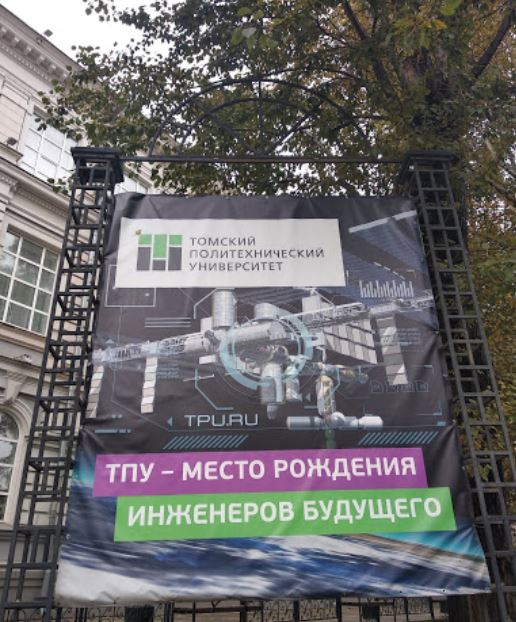 ТОМСКИЙ
ПОЛИТЕХНИЧЕСКИЙ
УНИВЕРСИТЕТ
TPU.RU
ТПУ – МЕСТО РОЖДЕНИЯ
ИНЖЕНЕРОВ БУДУЩЕГО